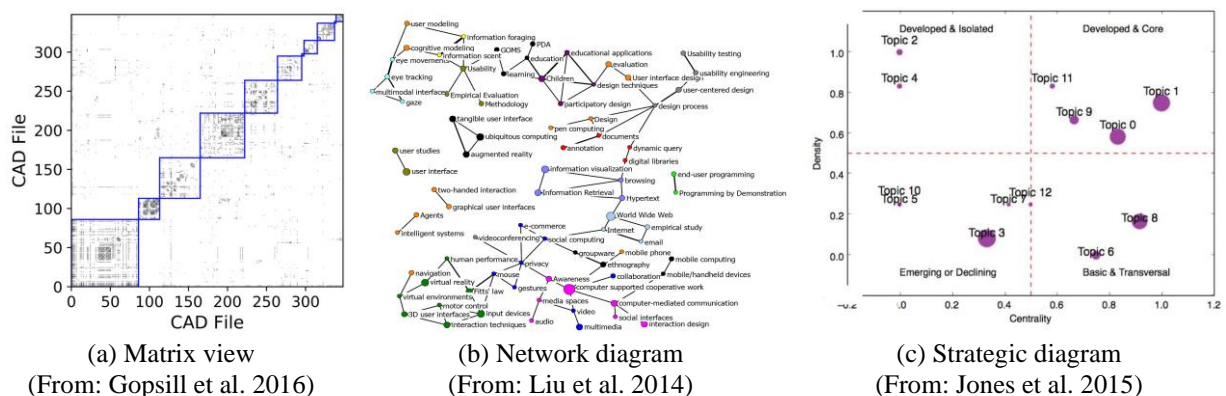 CAD File
350
300
250
200
150
100
50
0
0 50 100 150 200 250 300
CAD File
(a) Matrix view
(From: Gopsill et al. 2016)
user modeling
information foraging
cognitive modeling
information scent
eye movements
Usability
eye tracking
multimodal interface
gaze
Empirical Evaluation
Methodology
GOMS
PDA
education
learning
Children
educational applications
evaluation
User interface design
design techniques
Usability testing
usability engineering
user-centered design
participatory design
design process
tangible user interface
ubiquitous computing
augmented reality
Design
pen computing
documents
annotation
dynamic query
digital libraries
user studies
user interface
information visualization
browsing
Information Retrieval
Hypertext
end-user programming
Programming by Demonstration
two-handed interaction
graphical user interfaces
Agents
intelligent systems
World Wide Web
empirical study
Internet
email
e-commerce
videoconferencing
social computing
groupware
mobile phone
ethnography
mobile computing
human performance
privacy
navigation
virtual reality
mouse
Awareness
collaboration
mobile/handheld devices
Fitts' law
gestures
computer supported cooperative work
virtual environments
motor control
media spaces
computer-mediated communication
3D user interfaces
input devices
video
social interfaces
interaction techniques
audio
multimedia
interaction design
(b) Network diagram
(From: Liu et al. 2014)
Developed & Isolated
Developed & Core
Topic 2
Topic 4
Topic 11
Topic 1
Topic 9
Topic 0
Topic 10
Topic 5
Topic 12
Topic 7
Topic 8
Topic 3
Topic 6
Emerging or Declining
Basic & Transversal
Density
1.0
0.8
0.6
0.4
0.2
0.0
−0.2 0.0 0.2 0.4 0.6 0.8 1.0 1.2
Centrality
(c) Strategic diagram
(From: Jones et al. 2015)